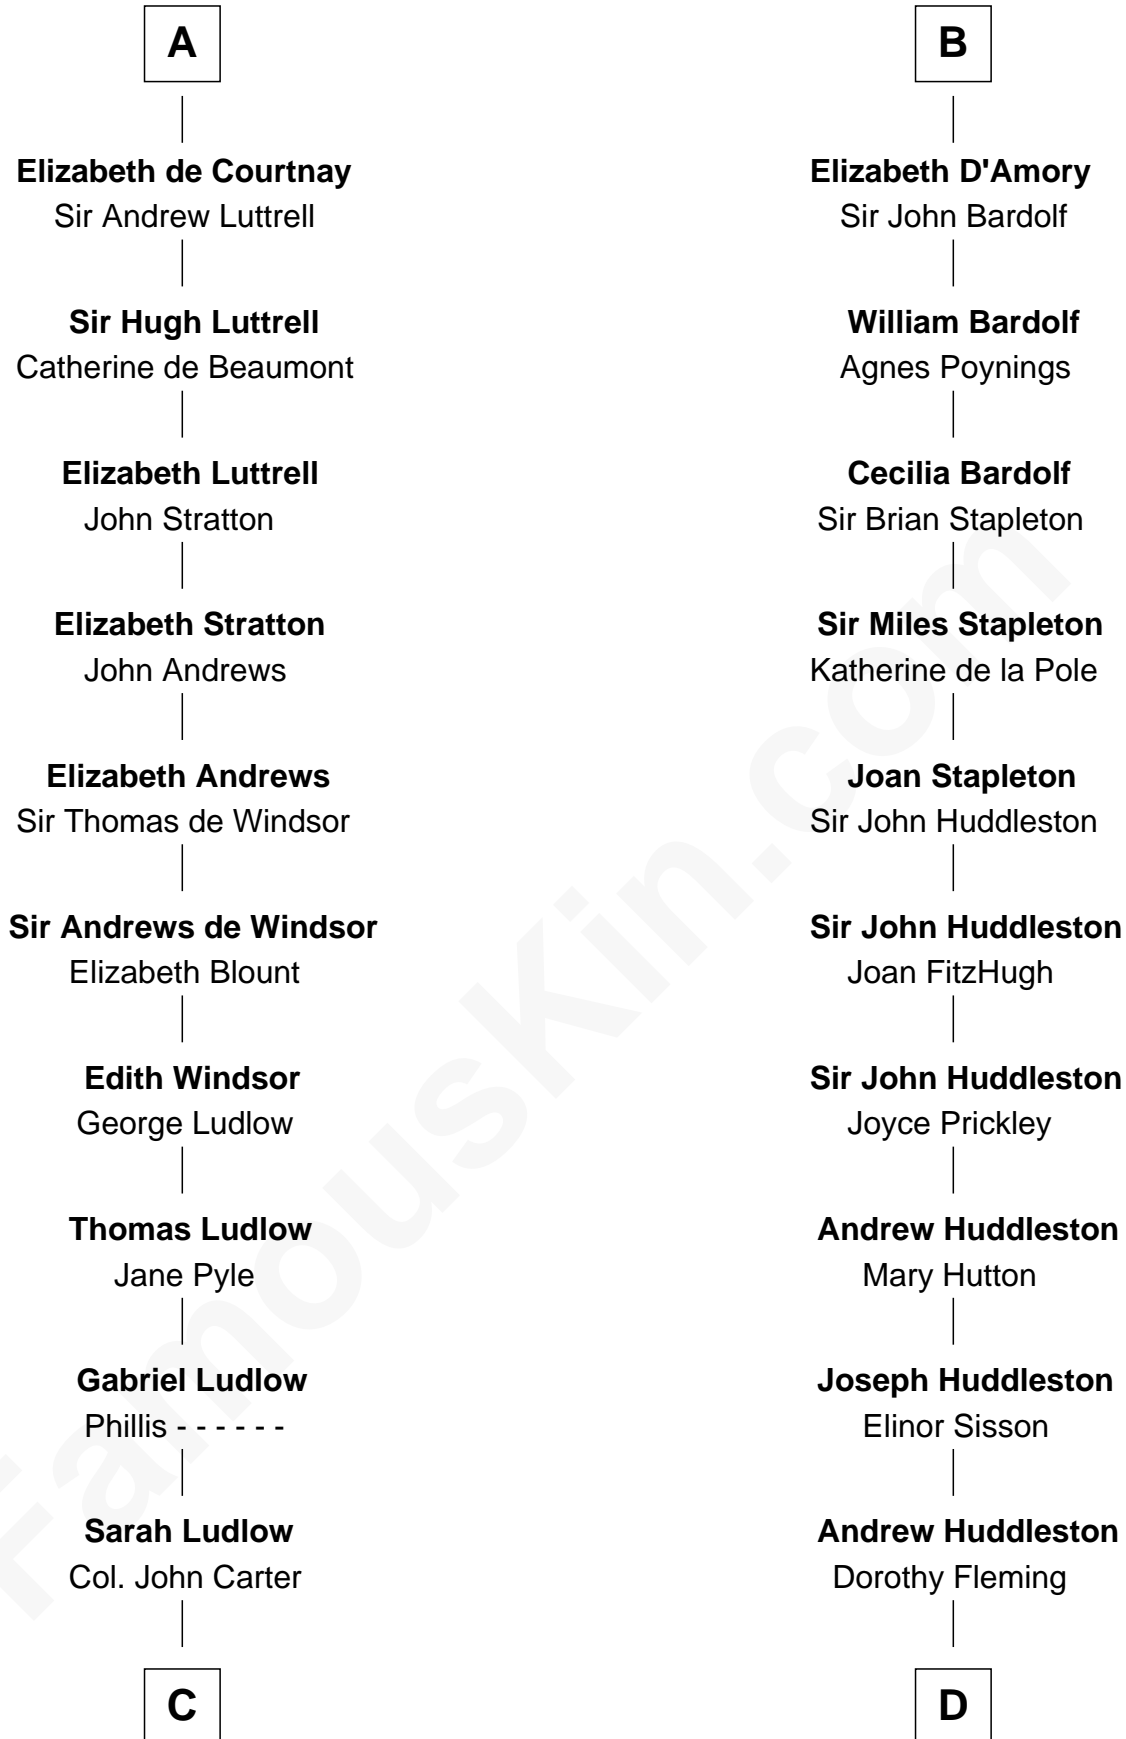 A
Elizabeth de Courtnay
Sir Andrew Luttrell
Sir Hugh Luttrell
Catherine de Beaumont
Elizabeth Luttrell
John Stratton
Elizabeth Stratton
John Andrews
Elizabeth Andrews
Sir Thomas de Windsor
Sir Andrews de Windsor
Elizabeth Blount
Edith Windsor
George Ludlow
Thomas Ludlow
Jane Pyle
Gabriel Ludlow
Phillis - - - - - -
Sarah Ludlow
Col. John Carter
C
B
Elizabeth D'Amory
Sir John Bardolf
William Bardolf
Agnes Poynings
Cecilia Bardolf
Sir Brian Stapleton
Sir Miles Stapleton
Katherine de la Pole
Joan Stapleton
Sir John Huddleston
Sir John Huddleston
Joan FitzHugh
Sir John Huddleston
Joyce Prickley
Andrew Huddleston
Mary Hutton
Joseph Huddleston
Elinor Sisson
Andrew Huddleston
Dorothy Fleming
D
FamousKin.com